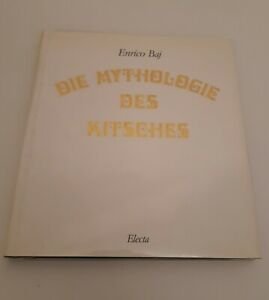 Enrico Baj
DIE MYTHOLOGIE
DES
KITSCHES
Electa